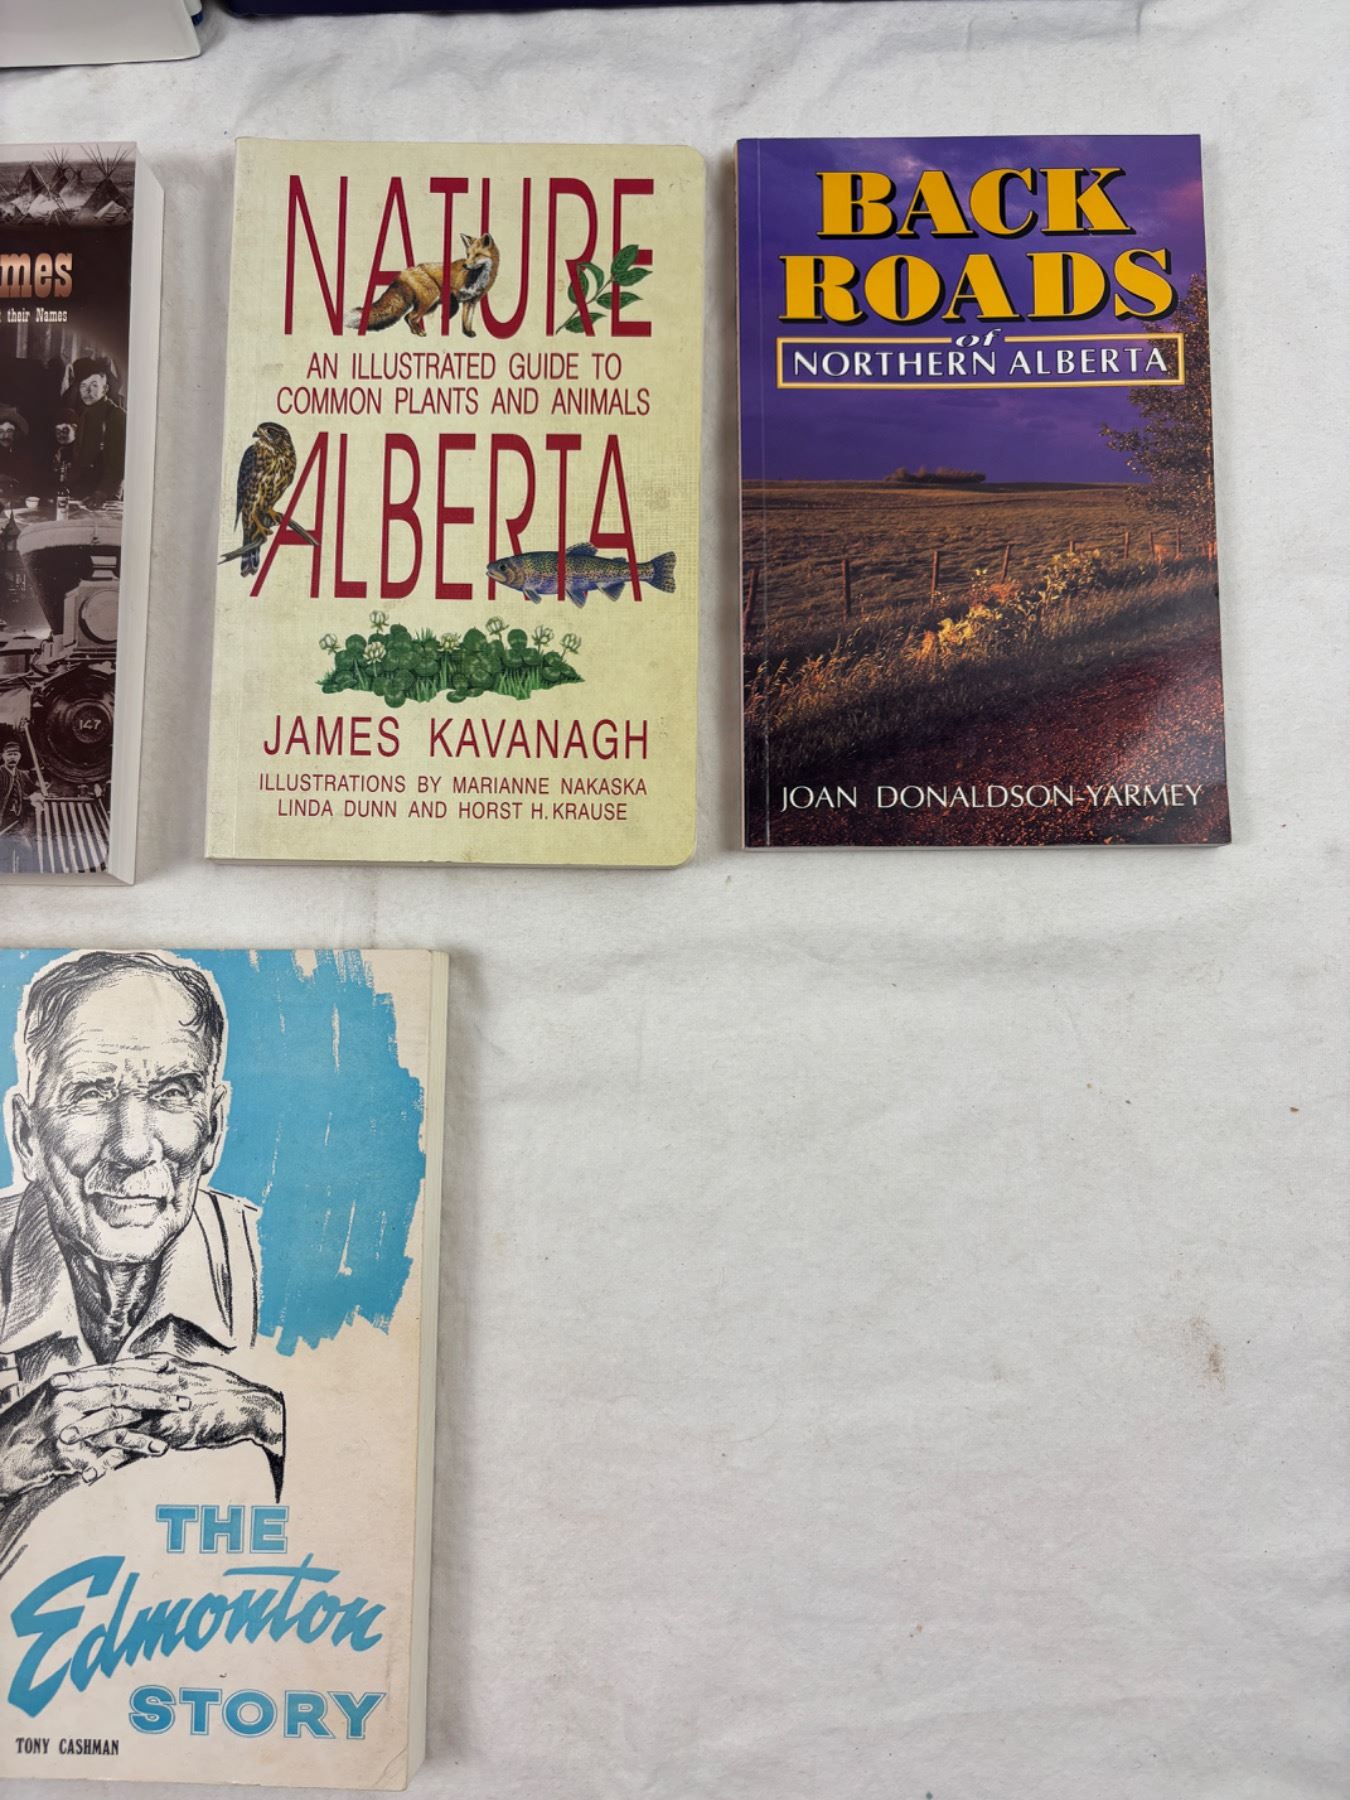 mes
their Names
147
NATURE
AN ILLUSTRATED GUIDE TO
COMMON PLANTS AND ANIMALS
ALBERTA
JAMES KAVANAGH
ILLUSTRATIONS BY MARIANNE NAKASKA
LINDA DUNN AND HORST H. KRAUSE
BACK
ROADS
of
NORTHERN ALBERTA
JOAN DONALDSON-YARMEY
THE
Edmonton
STORY
TONY CASHMAN